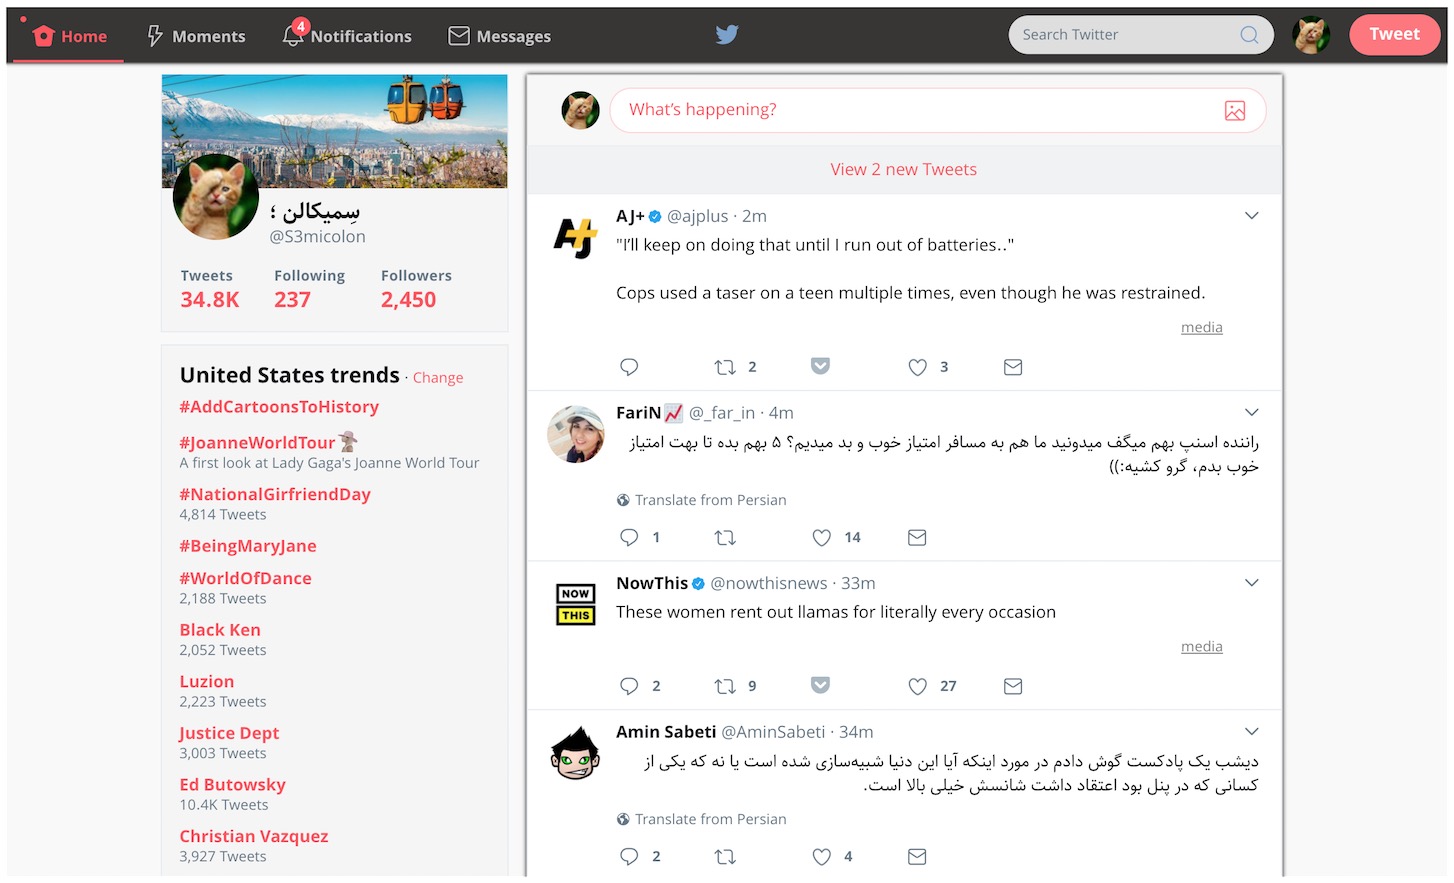 Home
Moments
4
Notifications
Messages
Search Twitter
Tweet
سِمیکالن ؛
@S3micolon
Tweets Following Followers
34.8K 237 2,450
United States trends · Change
#AddCartoonsToHistory
#JoanneWorldTour
A first look at Lady Gaga's Joanne World Tour
#NationalGirfriendDay
4,814 Tweets
#BeingMaryJane
#WorldOfDance
2,188 Tweets
Black Ken
2,052 Tweets
Luzion
2,223 Tweets
Justice Dept
3,003 Tweets
Ed Butowsky
10.4K Tweets
Christian Vazquez
3,927 Tweets
What's happening?
View 2 new Tweets
AJ+ @ajplus · 2m
"I'll keep on doing that until I run out of batteries.."
Cops used a taser on a teen multiple times, even though he was restrained.
media
2 3
FariN @_far_in · 4m
راننده اسنپ بهم میگف میدونید ما هم به مسافر امتیاز خوب و بد میدیم؟ ۵ بهم بده تا بهت امتیاز
خوب بدم، گرو کشیه:))
Translate from Persian
1 14
NOW
THIS
NowThis @nowthisnews · 33m
These women rent out llamas for literally every occasion
media
2 9 27
Amin Sabeti @AminSabeti · 34m
دیشب یک پادکست گوش دادم در مورد اینکه آیا این دنیا شبیه‌سازی شده است یا نه که یکی از
کسانی که در پنل بود اعتقاد داشت شانسش خیلی بالا است.
Translate from Persian
2 4